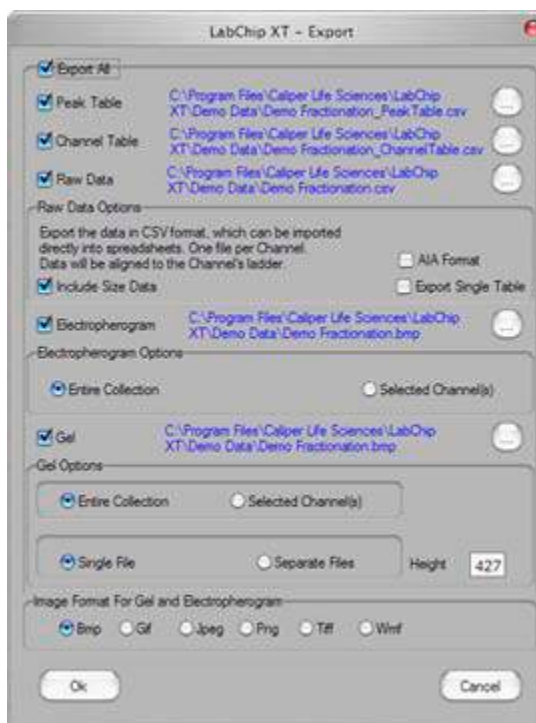 LabChip XT - Export
Export All
Peak Table
C:\Program Files\Caliper Life Sciences\LabChip
XT\Demo Data\Demo Fractionation_PeakTable.csv
...
Channel Table
C:\Program Files\Caliper Life Sciences\LabChip
XT\Demo Data\Demo Fractionation_ChannelTable.csv
...
Raw Data
C:\Program Files\Caliper Life Sciences\LabChip
XT\Demo Data\Demo Fractionation.csv
...
Raw Data Options
Export the data in CSV format, which can be imported
directly into spreadsheets. One file per Channel.
Data will be aligned to the Channel's ladder.
AIA Format
Include Size Data
Export Single Table
Electropherogram
C:\Program Files\Caliper Life Sciences\LabChip
XT\Demo Data\Demo Fractionation.bmp
...
Electropherogram Options
Entire Collection
Selected Channel(s)
Gel
C:\Program Files\Caliper Life Sciences\LabChip
XT\Demo Data\Demo Fractionation.bmp
...
Gel Options
Entire Collection
Selected Channel(s)
Single File
Separate Files
Height
427
Image Format For Gel and Electropherogram
Bmp
Gif
Jpeg
Png
Tiff
Wmf
Ok
Cancel